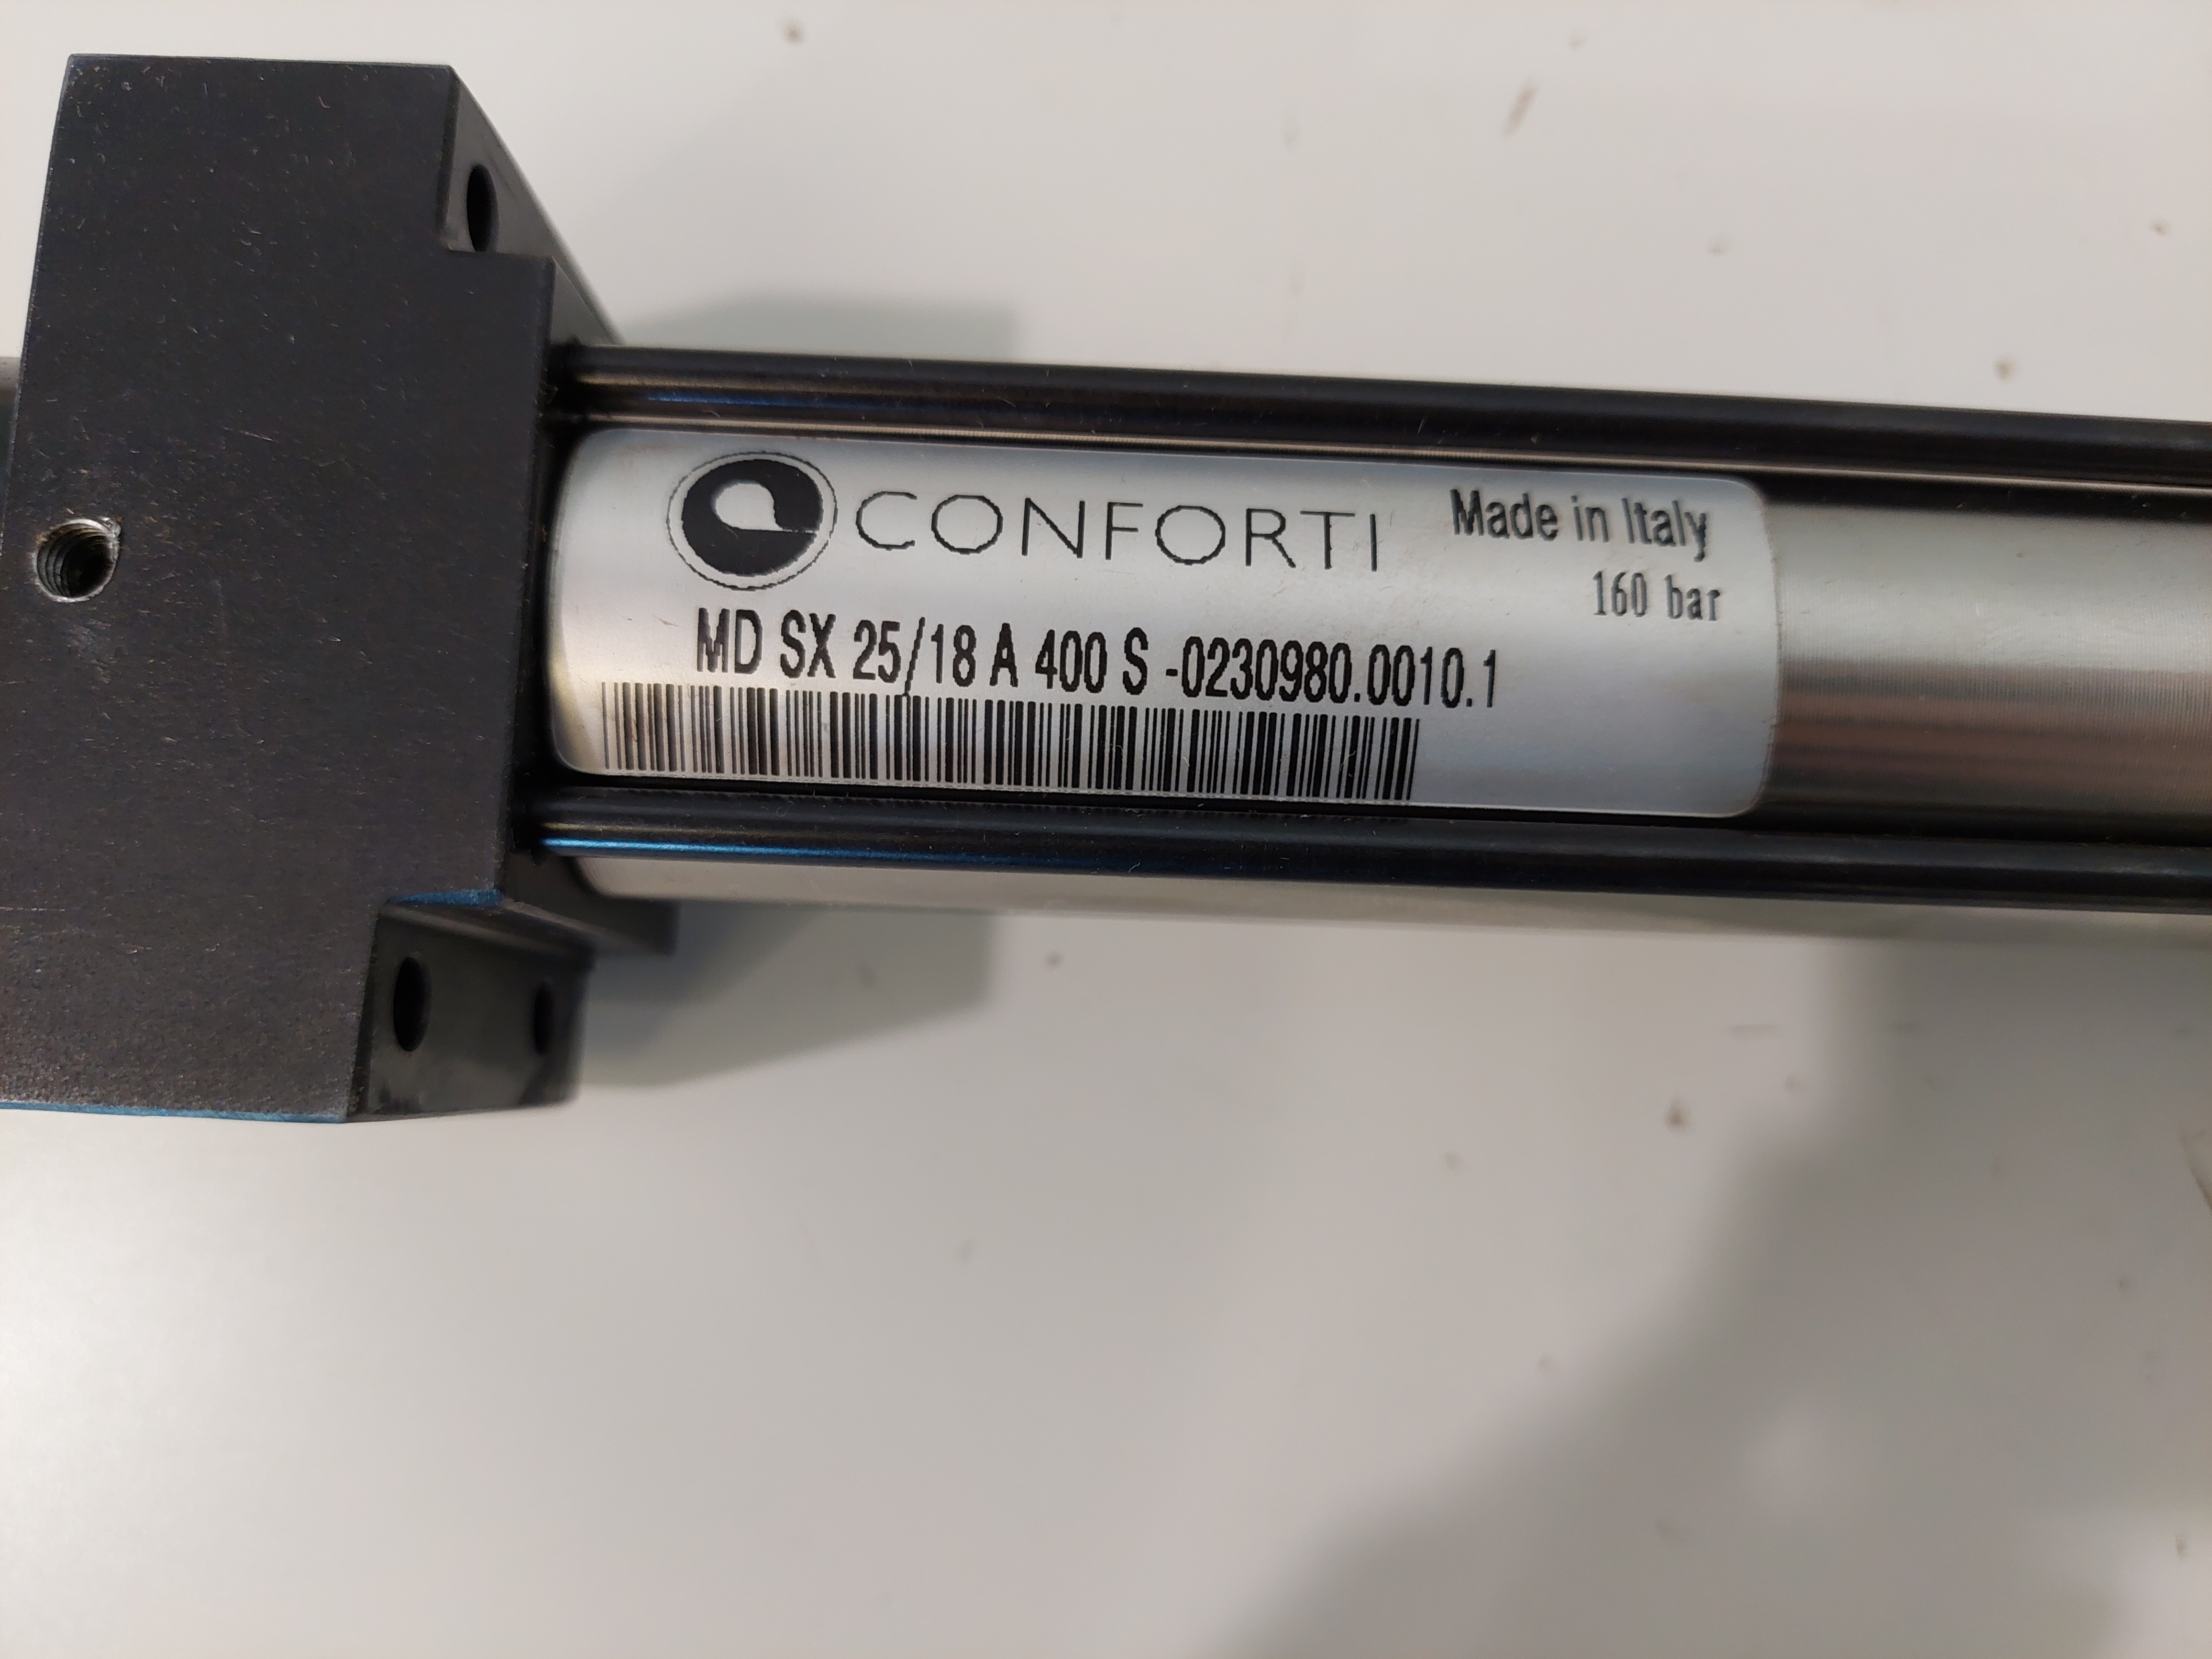 CONFORTI
Made in Italy
160 bar
MD SX 25/18 A 400 S -0230980.0010.1